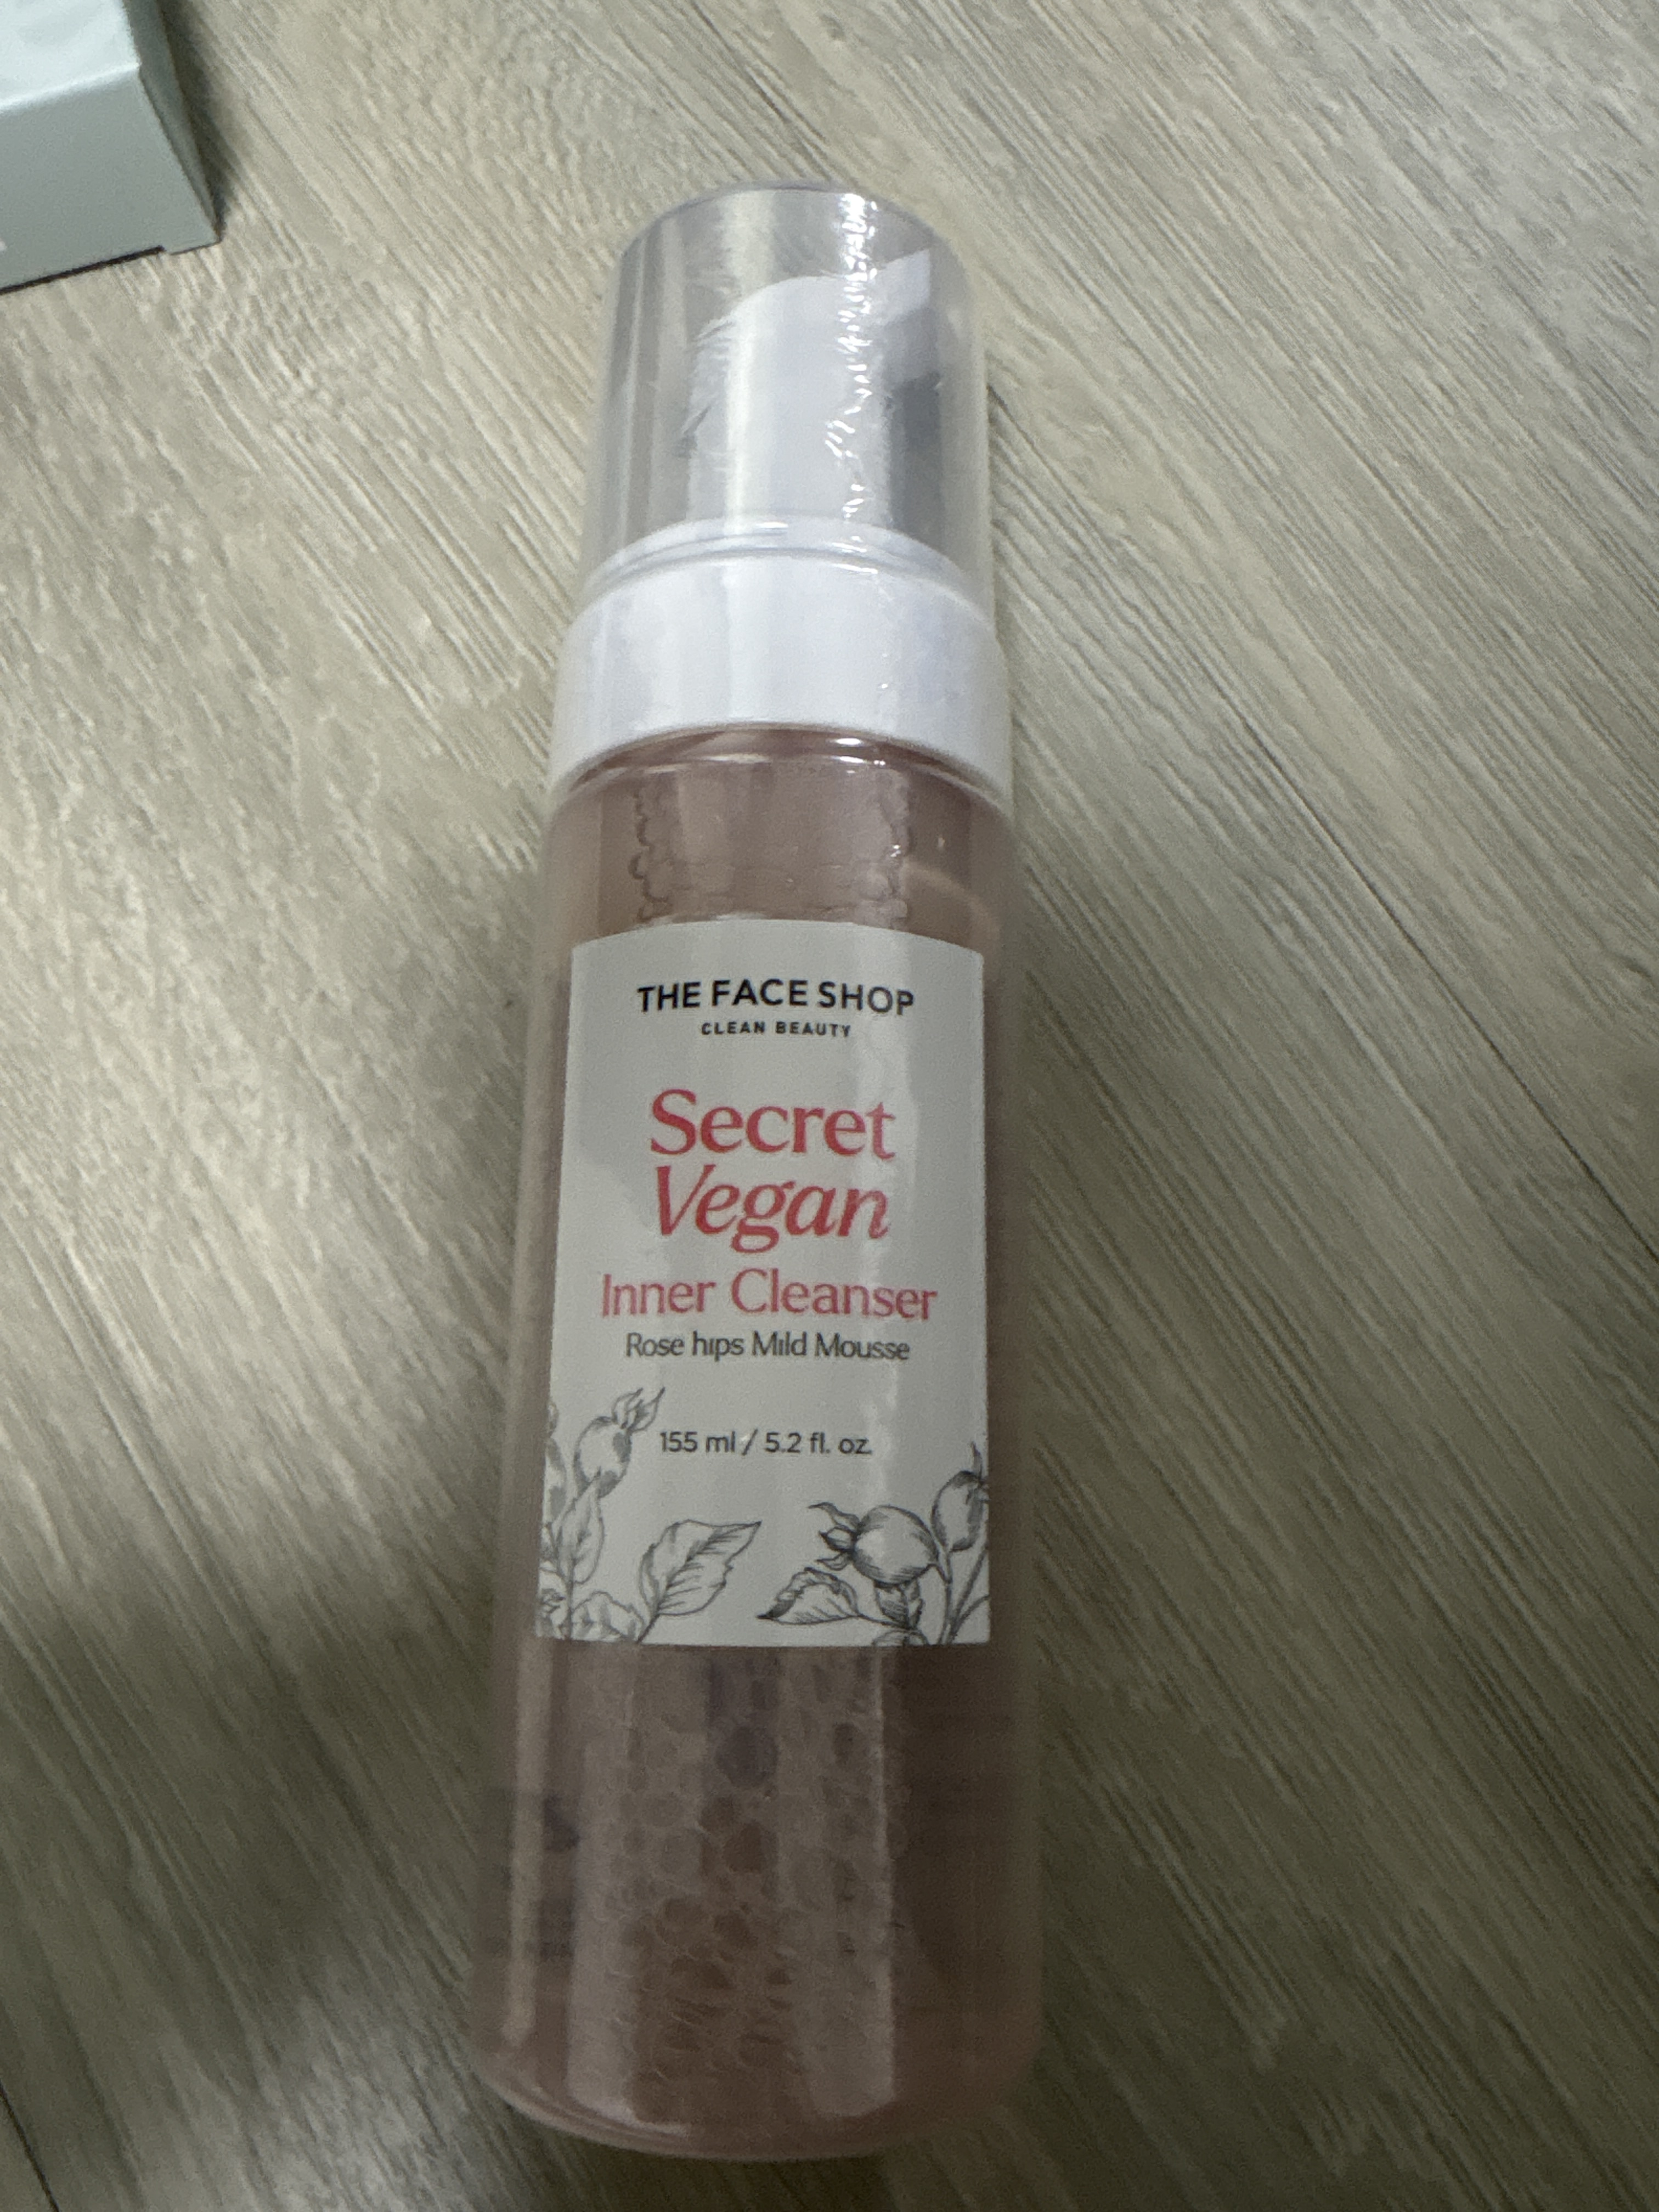 THE FACE SHOP
CLEAN BEAUTY
Secret
Vegan
Inner Cleanser
Rose hips Mild Mousse
155 ml / 5.2 fl. oz.